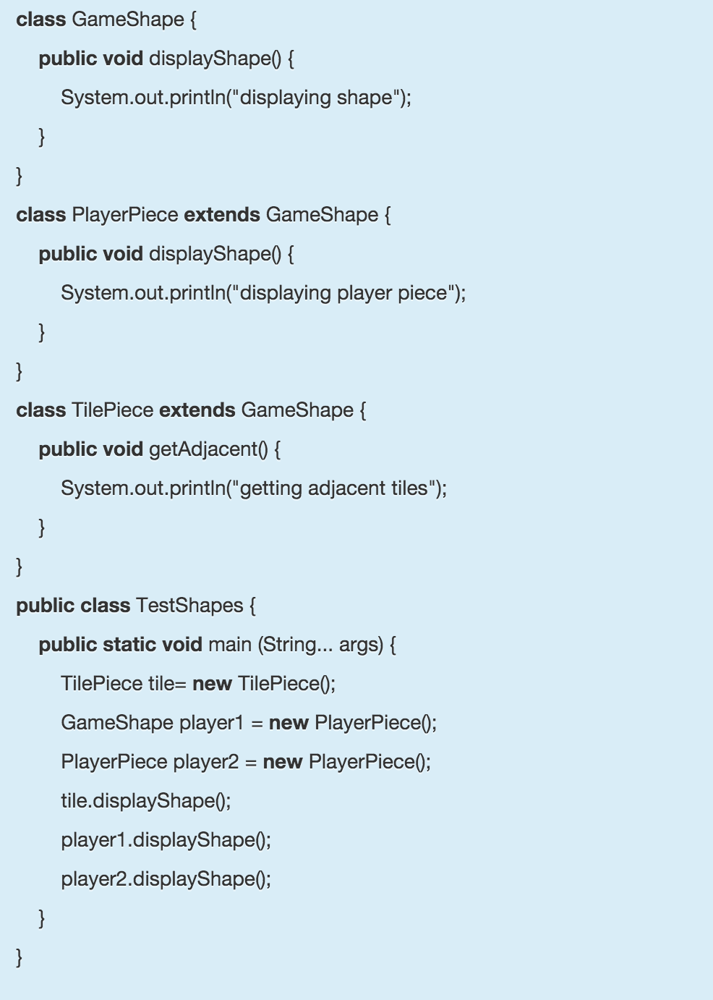 class GameShape {
public void displayShape() {
System.out.println("displaying shape");
}
}
class PlayerPiece extends GameShape {
public void displayShape() {
System.out.println("displaying player piece");
}
}
class TilePiece extends GameShape {
public void getAdjacent() {
System.out.println("getting adjacent tiles");
}
}
public class TestShapes {
public static void main (String... args) {
TilePiece tile= new TilePiece();
GameShape player1 = new PlayerPiece();
PlayerPiece player2 = new PlayerPiece();
tile.displayShape();
player1.displayShape();
player2.displayShape();
}
}